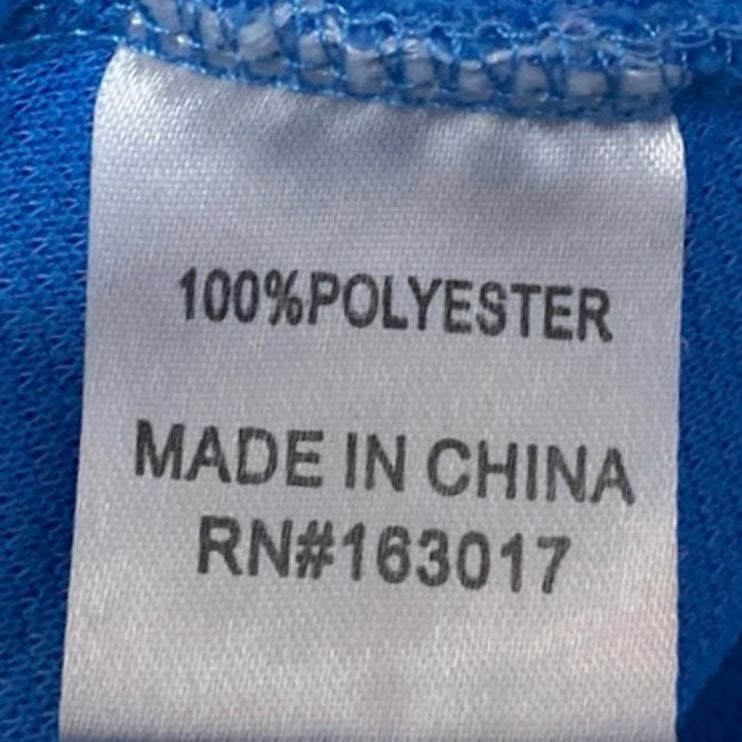 100%POLYESTER
MADE IN CHINA
RN#163017